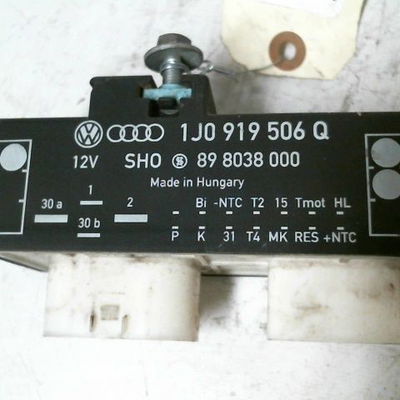 1J0 919 506 Q
12V SHO 89 8038 000
Made in Hungary
1 2 Bi -NTC T2 15 Tmot HL
30 a
30 b P K 31 T4 MK RES +NTC